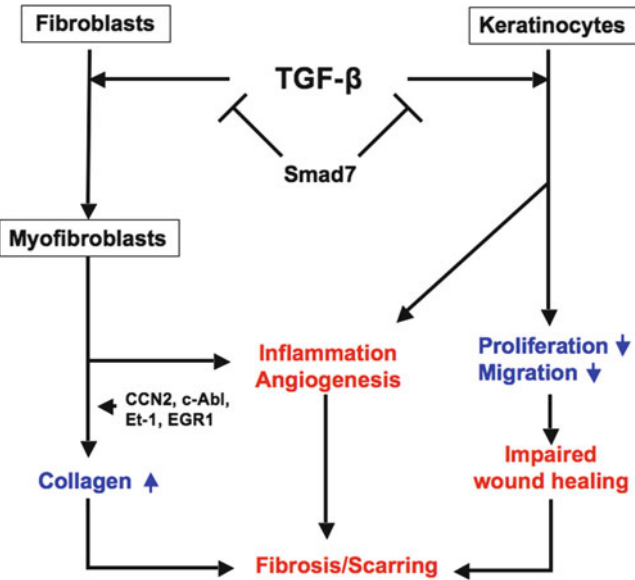 Fibroblasts
Keratinocytes
TGF-β
Smad7
Myofibroblasts
Inflammation
Angiogenesis
Proliferation
Migration
CCN2, c-Abl,
Et-1, EGR1
Collagen
Impaired
wound healing
Fibrosis/Scarring